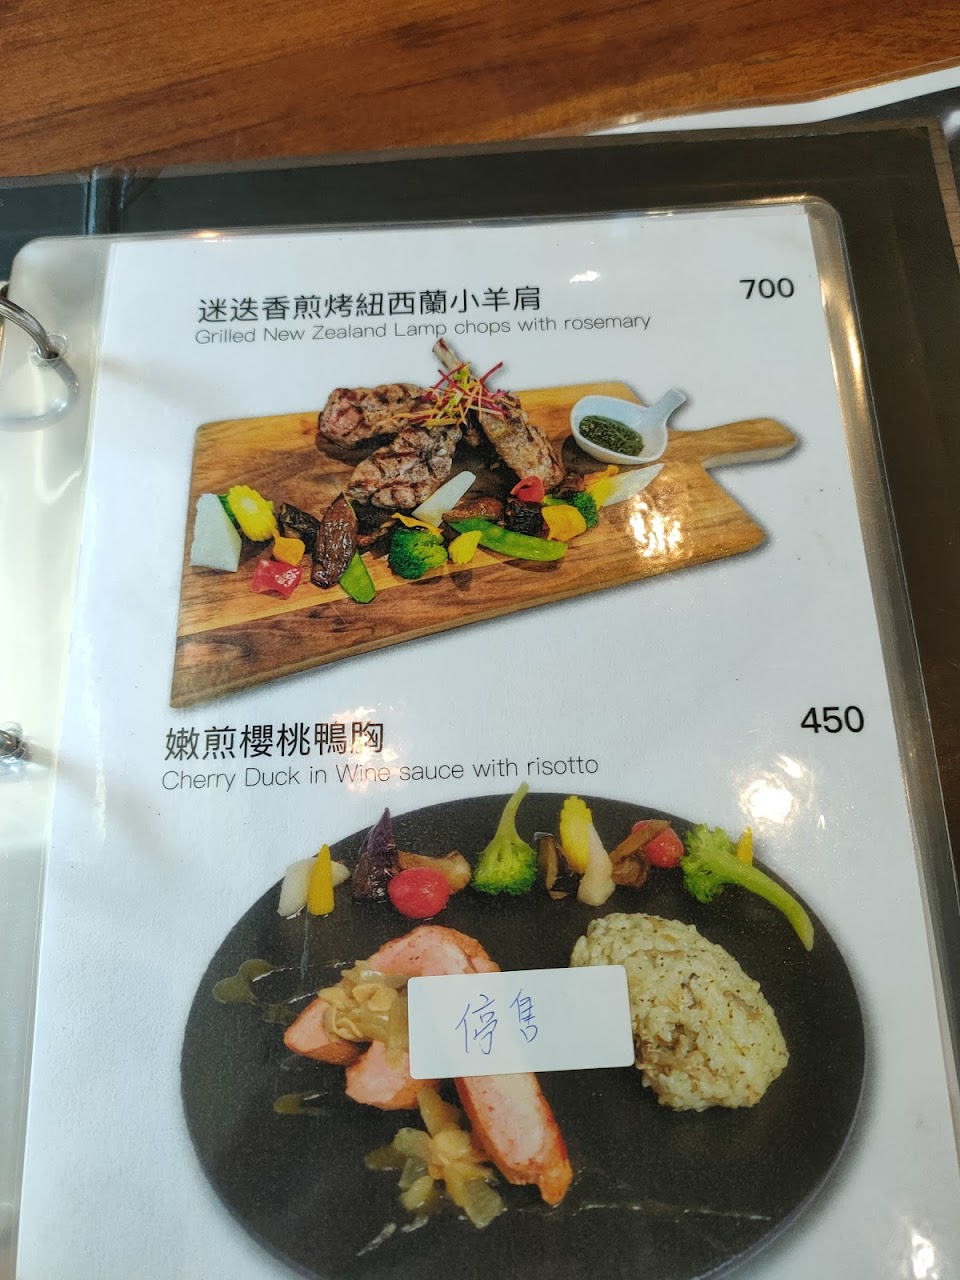 迷迭香煎烤紐西蘭小羊肩
700
Grilled New Zealand Lamp chops with rosemary
嫩煎櫻桃鴨胸
450
Cherry Duck in Wine sauce with risotto
停售